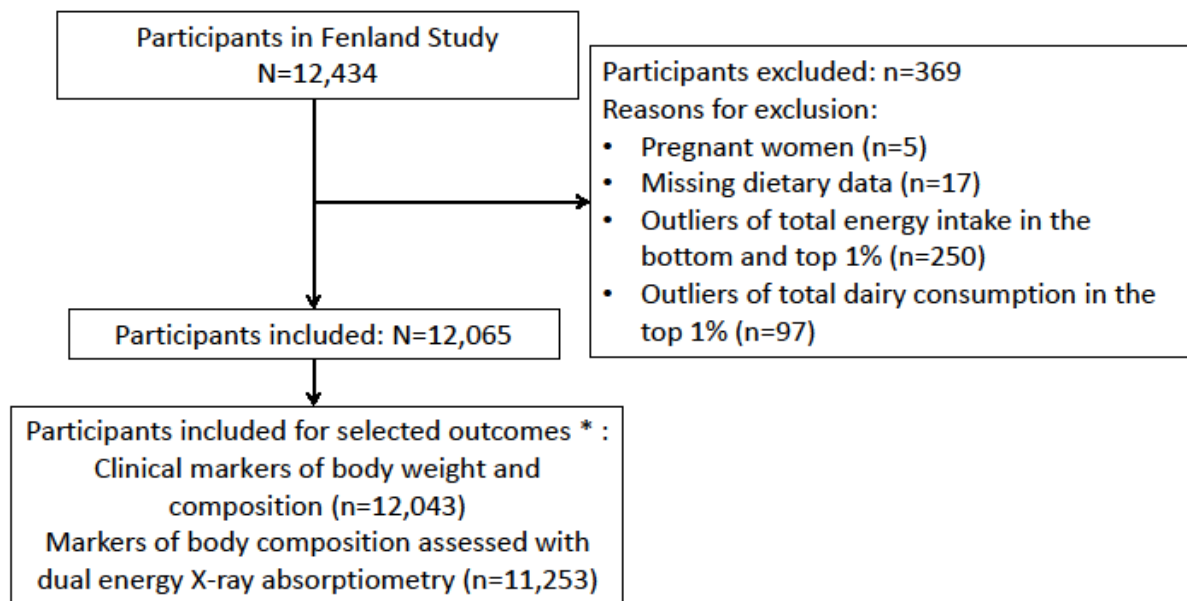 Participants in Fenland Study
N=12,434
Participants excluded: n=369
Reasons for exclusion:
• Pregnant women (n=5)
• Missing dietary data (n=17)
• Outliers of total energy intake in the
bottom and top 1% (n=250)
• Outliers of total dairy consumption in the
top 1% (n=97)
Participants included: N=12,065
Participants included for selected outcomes * :
Clinical markers of body weight and
composition (n=12,043)
Markers of body composition assessed with
dual energy X-ray absorptiometry (n=11,253)